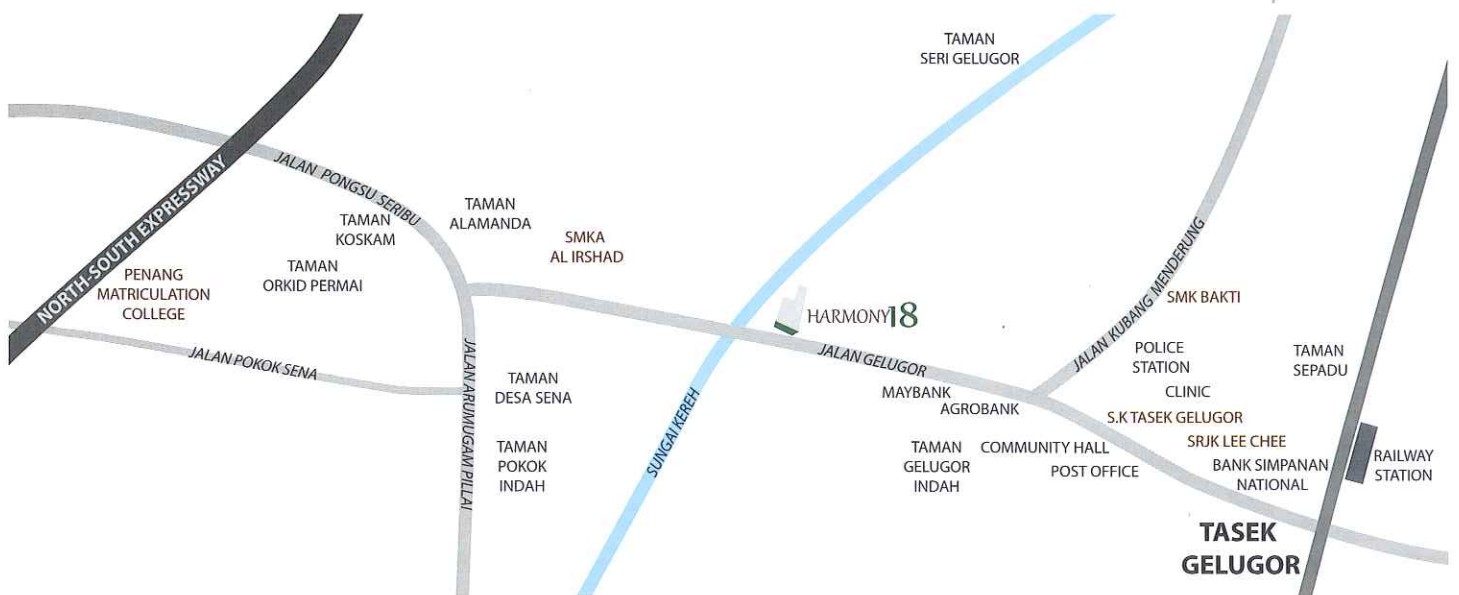 TAMAN
SERI GELUGOR
NORTH-SOUTH EXPRESSWAY
JALAN PONGSU SERIBU
TAMAN
KOSKAM
TAMAN
ALAMANDA
SMKA
AL IRSHAD
TAMAN
ORKID PERMAI
PENANG
MATRICULATION
COLLEGE
JALAN POKOK SENA
JALAN ARUMUGAM PILLAI
TAMAN
DESA SENA
TAMAN
POKOK
INDAH
SUNGAI KEREH
HARMONY18
JALAN GELUGOR
JALAN KUBANG MENDERUNG
SMK BAKTI
POLICE
STATION
CLINIC
TAMAN
SEPADU
MAYBANK
AGROBANK
S.K TASEK GELUGOR
SRJK LEE CHEE
TAMAN
GELUGOR
INDAH
COMMUNITY HALL
POST OFFICE
BANK SIMPANAN
NATIONAL
RAILWAY
STATION
TASEK
GELUGOR